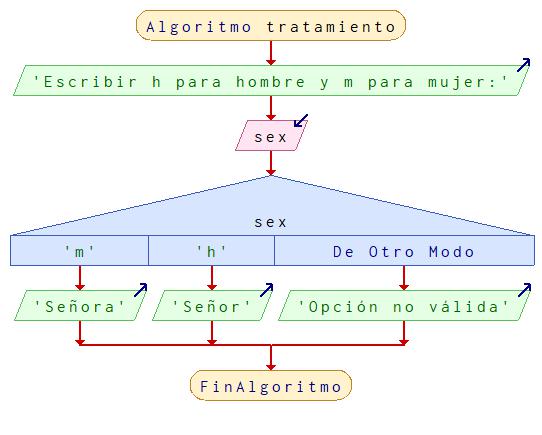 Algoritmo tratamiento
'Escribir h para hombre y m para mujer:'
sex
sex
'm' 'h' De Otro Modo
'Señora' 'Señor' 'Opción no válida'
FinAlgoritmo